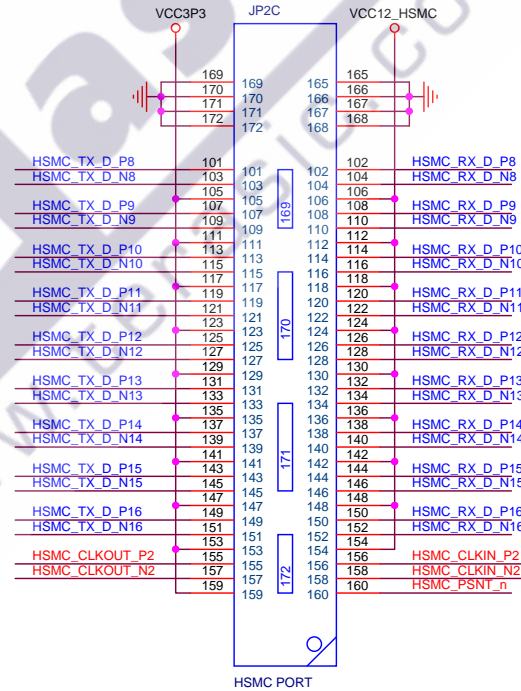 VCC3P3 JP2C VCC12_HSMC
169 169 165 165
170 170 166 166
171 171 167 167
172 172 168 168
HSMC_TX_D_P8 101 101 102 102 HSMC_RX_D_P8
HSMC_TX_D_N8 103 103 104 104 HSMC_RX_D_N8
105 105 106 106
HSMC_TX_D_P9 107 107 108 108 HSMC_RX_D_P9
HSMC_TX_D_N9 109 109 110 110 HSMC_RX_D_N9
169
111 111 112 112
HSMC_TX_D_P10 113 113 114 114 HSMC_RX_D_P10
HSMC_TX_D_N10 115 115 116 116 HSMC_RX_D_N10
117 117 118 118
HSMC_TX_D_P11 119 119 120 120 HSMC_RX_D_P11
HSMC_TX_D_N11 121 121 122 122 HSMC_RX_D_N11
170
123 123 124 124
HSMC_TX_D_P12 125 125 126 126 HSMC_RX_D_P12
HSMC_TX_D_N12 127 127 128 128 HSMC_RX_D_N12
129 129 130 130
HSMC_TX_D_P13 131 131 132 132 HSMC_RX_D_P13
HSMC_TX_D_N13 133 133 134 134 HSMC_RX_D_N13
135 135 136 136
HSMC_TX_D_P14 137 137 138 138 HSMC_RX_D_P14
HSMC_TX_D_N14 139 139 140 140 HSMC_RX_D_N14
171
141 141 142 142
HSMC_TX_D_P15 143 143 144 144 HSMC_RX_D_P15
HSMC_TX_D_N15 145 145 146 146 HSMC_RX_D_N15
147 147 148 148
HSMC_TX_D_P16 149 149 150 150 HSMC_RX_D_P16
HSMC_TX_D_N16 151 151 152 152 HSMC_RX_D_N16
153 153 154 154
HSMC_CLKOUT_P2 155 155 156 156 HSMC_CLKIN_P2
HSMC_CLKOUT_N2 157 157 158 158 HSMC_CLKIN_N2
172
159 159 160 160 HSMC_PSNT_n
HSMC PORT